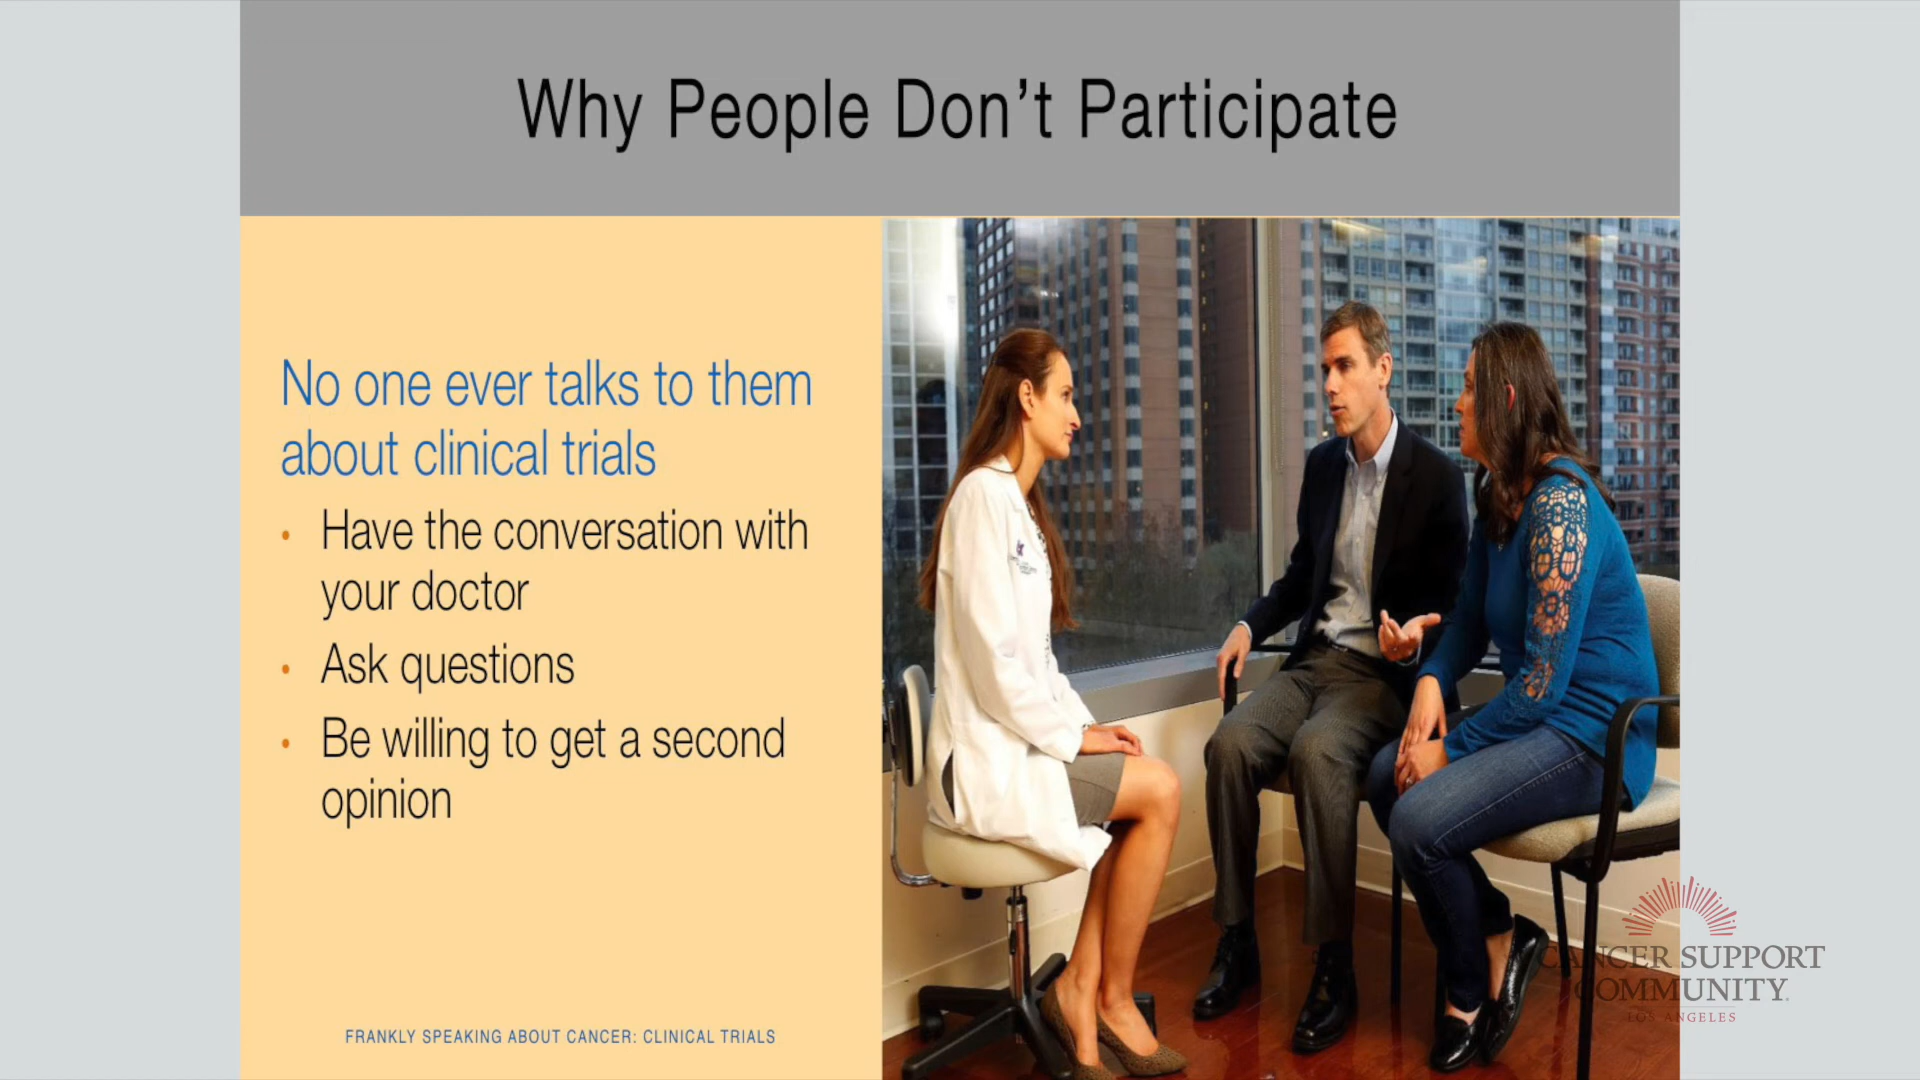 Why People Don't Participate
No one ever talks to them
about clinical trials
• Have the conversation with
your doctor
• Ask questions
• Be willing to get a second
opinion
FRANKLY SPEAKING ABOUT CANCER: CLINICAL TRIALS
CANCER SUPPORT
COMMUNITY
LOS ANGELES